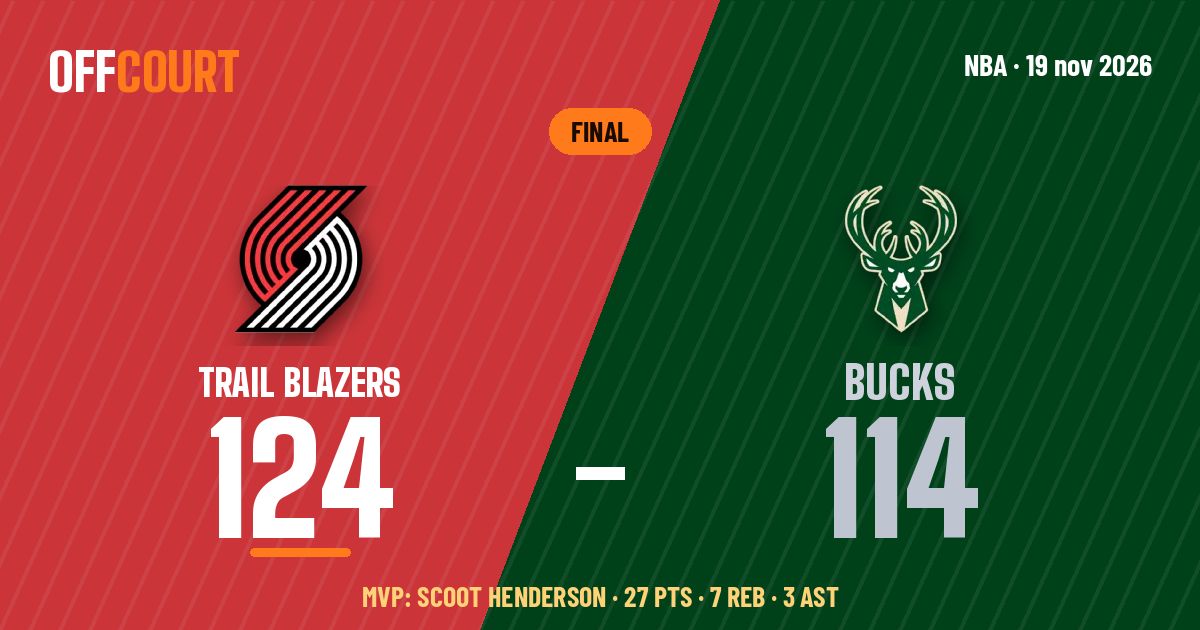 OFFCOURT
NBA · 19 nov 2026
FINAL
TRAIL BLAZERS
BUCKS
124
–
114
MVP: SCOOT HENDERSON · 27 PTS · 7 REB · 3 AST